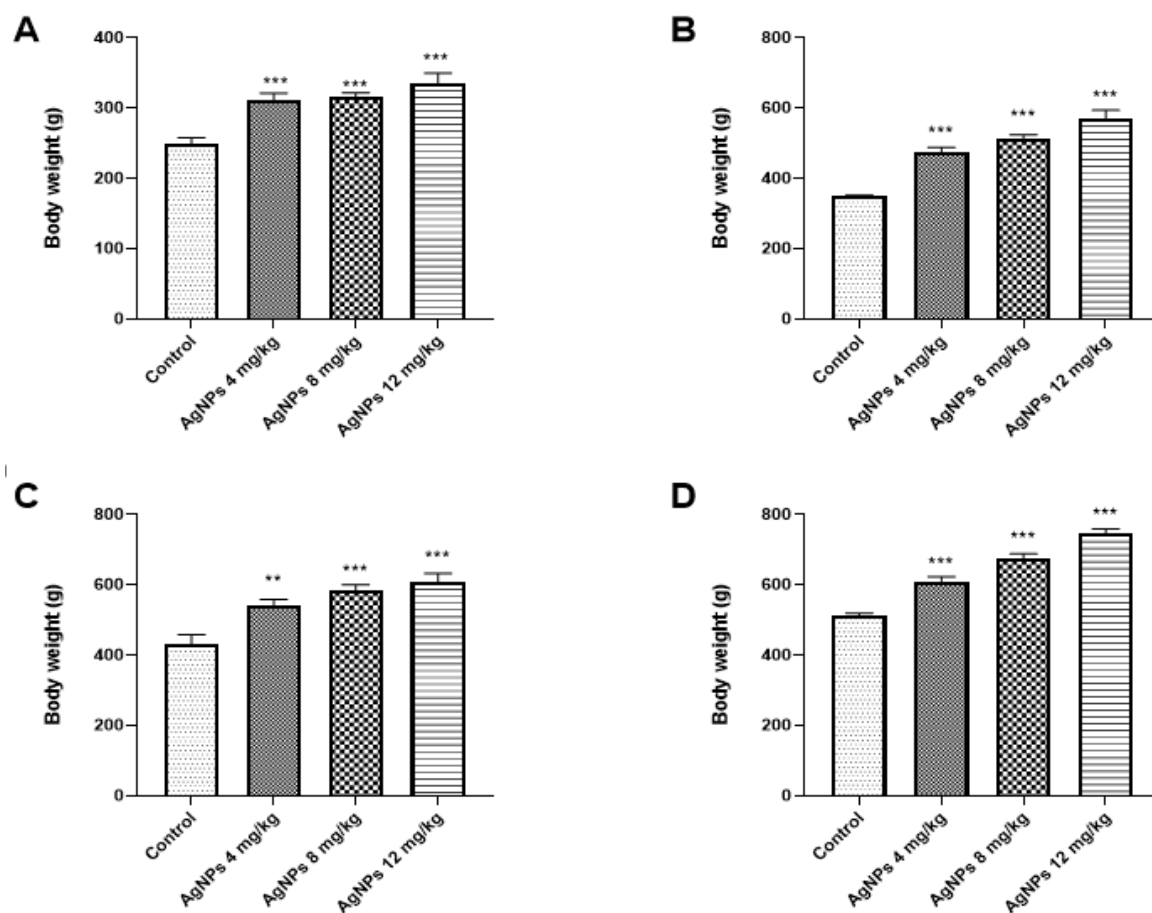 A
Body weight (g)
400
300
200
100
0
***
***
***
Control
AgNPs 4 mg/kg
AgNPs 8 mg/kg
AgNPs 12 mg/kg
B
Body weight (g)
800
600
400
200
0
***
***
***
Control
AgNPs 4 mg/kg
AgNPs 8 mg/kg
AgNPs 12 mg/kg
C
Body weight (g)
800
600
400
200
0
**
***
***
Control
AgNPs 4 mg/kg
AgNPs 8 mg/kg
AgNPs 12 mg/kg
D
Body weight (g)
800
600
400
200
0
***
***
***
Control
AgNPs 4 mg/kg
AgNPs 8 mg/kg
AgNPs 12 mg/kg